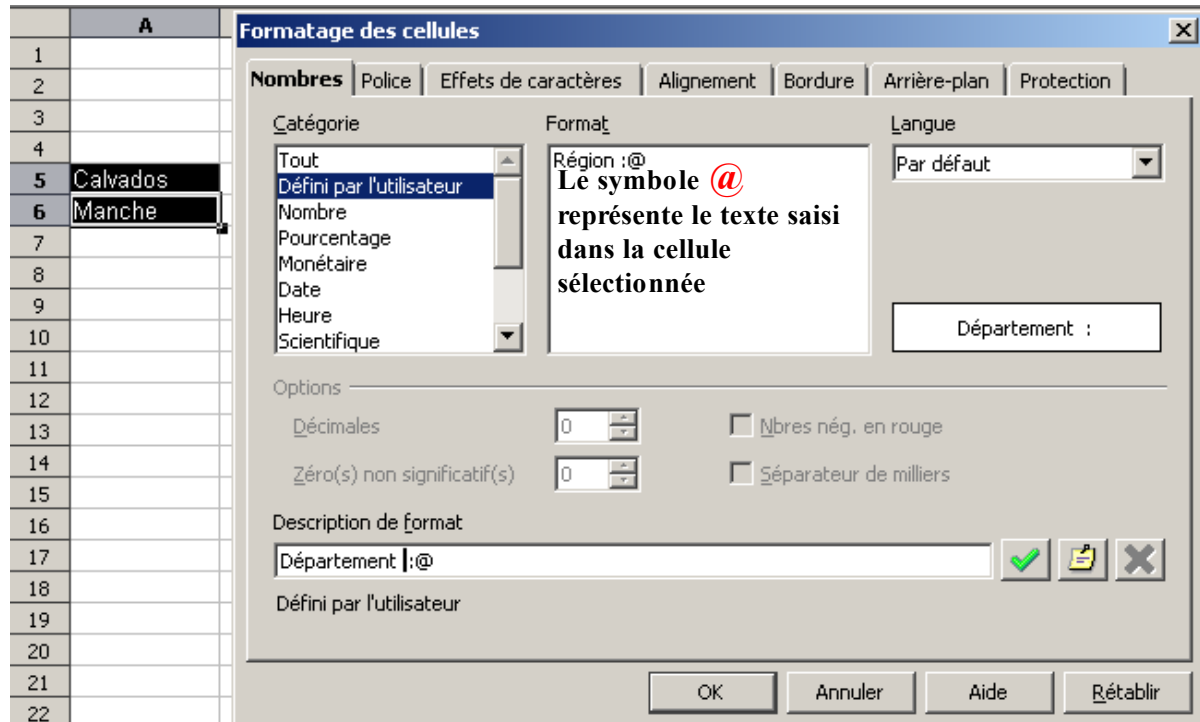 A
Formatage des cellules
1
2
3
4
5 Calvados
6 Manche
7
8
9
10
11
12
13
14
15
16
17
18
19
20
21
22
Nombres Police Effets de caractères Alignement Bordure Arrière-plan Protection
Catégorie
Tout
Défini par l'utilisateur
Nombre
Pourcentage
Monétaire
Date
Heure
Scientifique
Format
Région :@
Le symbole @
représente le texte saisi
dans la cellule
sélectionnée
Langue
Par défaut
Département :
Options
Décimales 0
Nbres nég. en rouge
Zéro(s) non significatif(s) 0
Séparateur de milliers
Description de format
Département :@
Défini par l'utilisateur
OK Annuler Aide Rétablir